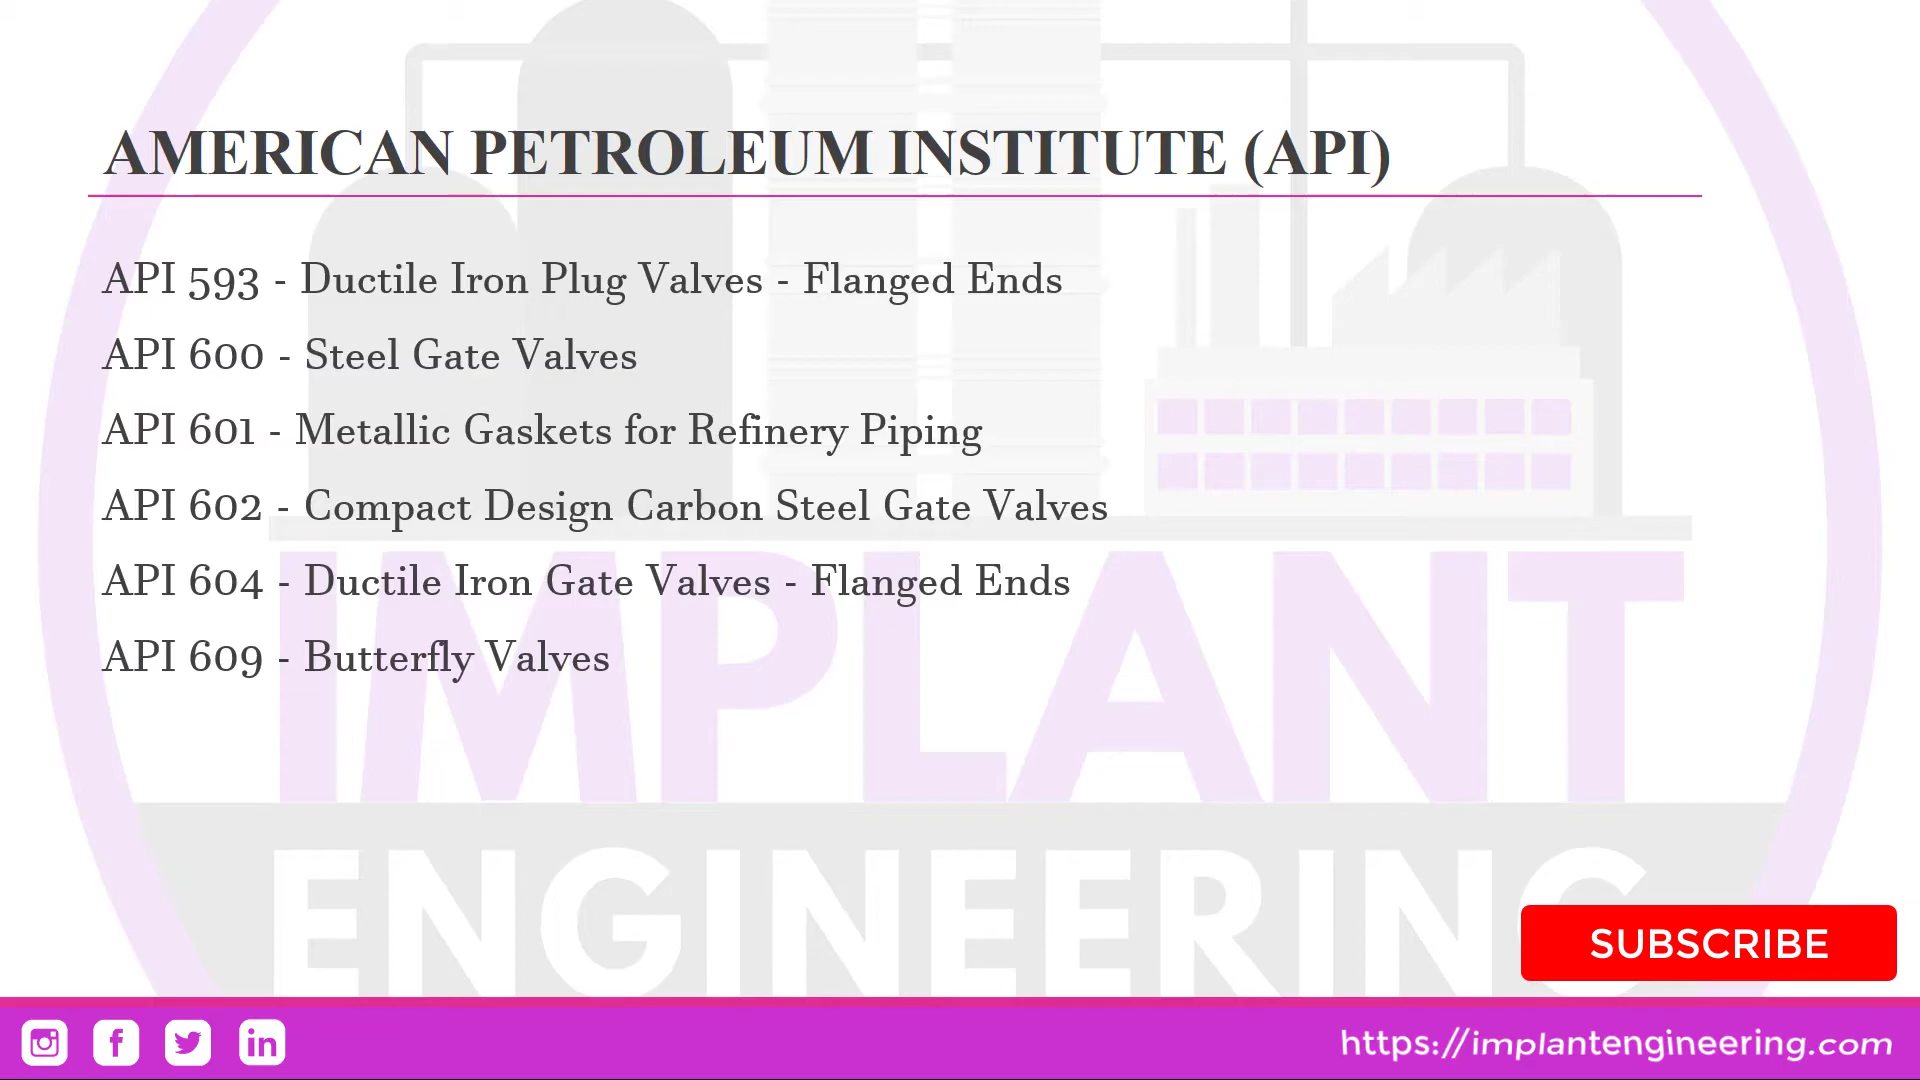 AMERICAN PETROLEUM INSTITUTE (API)
API 593 - Ductile Iron Plug Valves - Flanged Ends
API 600 - Steel Gate Valves
API 601 - Metallic Gaskets for Refinery Piping
API 602 - Compact Design Carbon Steel Gate Valves
API 604 - Ductile Iron Gate Valves - Flanged Ends
API 609 - Butterfly Valves
IMPLANT
ENGINEERING
SUBSCRIBE
https://implantengineering.com